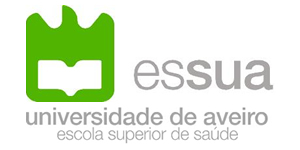 essua
universidade de aveiro
escola superior de saúde